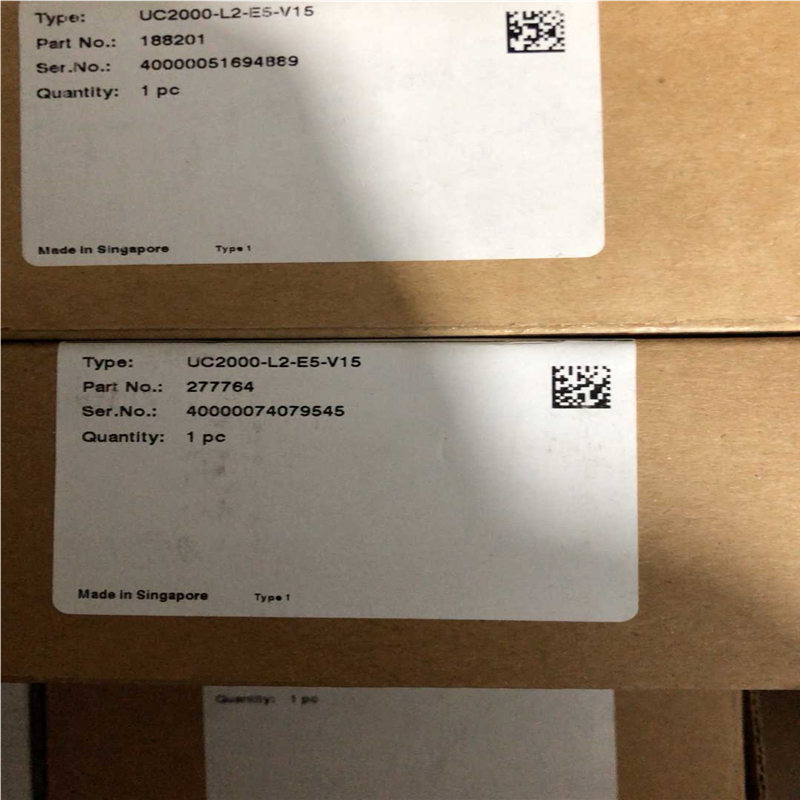 Type: UC2000-L2-E5-V15
Part No.: 188201
Ser.No.: 40000051694889
Quantity: 1 pc
Made in Singapore Type 1
Type: UC2000-L2-E5-V15
Part No.: 277764
Ser.No.: 40000074079545
Quantity: 1 pc
Made in Singapore Type 1
Quantity: 1 pc